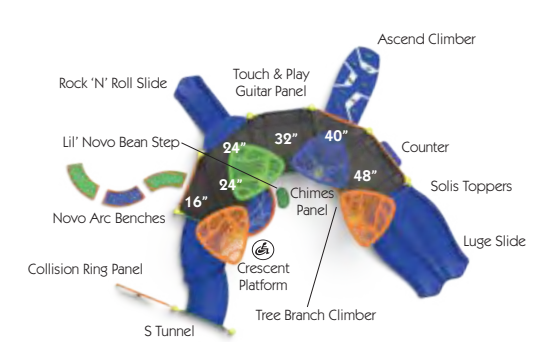 Ascend Climber
Touch & Play
Guitar Panel
Rock ‘N’ Roll Slide
32”
40”
24”
Lil’ Novo Bean Step
Counter
48”
24”
Solis Toppers
16”
Chimes
Panel
Novo Arc Benches
Luge Slide
Crescent
Platform
Collision Ring Panel
Tree Branch Climber
S Tunnel